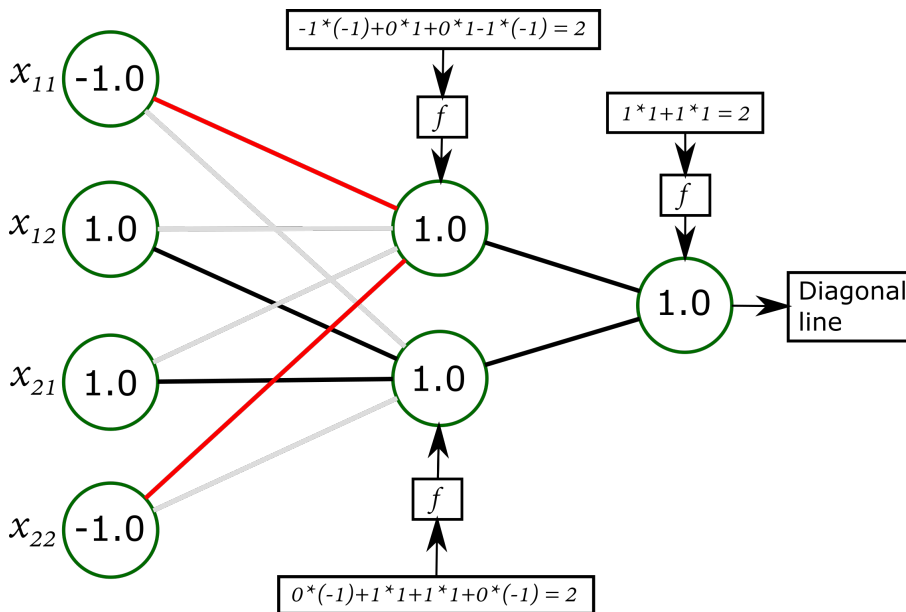 -1*(-1)+0*1+0*1-1*(-1) = 2
x11
-1.0
f
1*1+1*1 = 2
f
x12
1.0
1.0
1.0
Diagonal
line
x21
1.0
1.0
f
x22
-1.0
0*(-1)+1*1+1*1+0*(-1) = 2